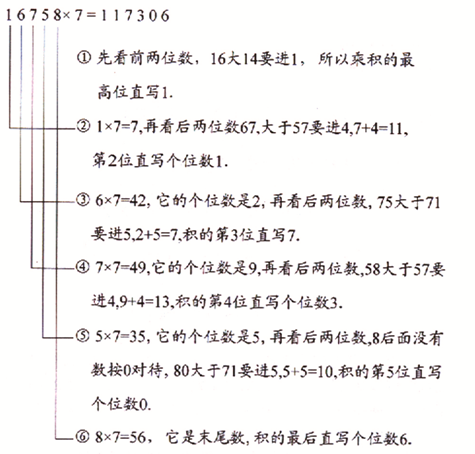 16758×7=117306
① 先看前两位数，16大14要进1，所以乘积的最
高位直写1.
② 1×7=7,再看后两位数67,大于57要进4,7+4=11,
第2位直写个位数1.
③ 6×7=42, 它的个位数是2, 再看后两位数, 75大于71
要进5,2+5=7,积的第3位直写7.
④ 7×7=49,它的个位数是9,再看后两位数,58大于57要
进4,9+4=13,积的第4位直写个位数3.
⑤ 5×7=35, 它的个位数是5, 再看后两位数,8后面没有
数按0对待, 80大于71要进5,5+5=10,积的第5位直写
个位数0.
⑥ 8×7=56， 它是末尾数, 积的最后直写个位数6.